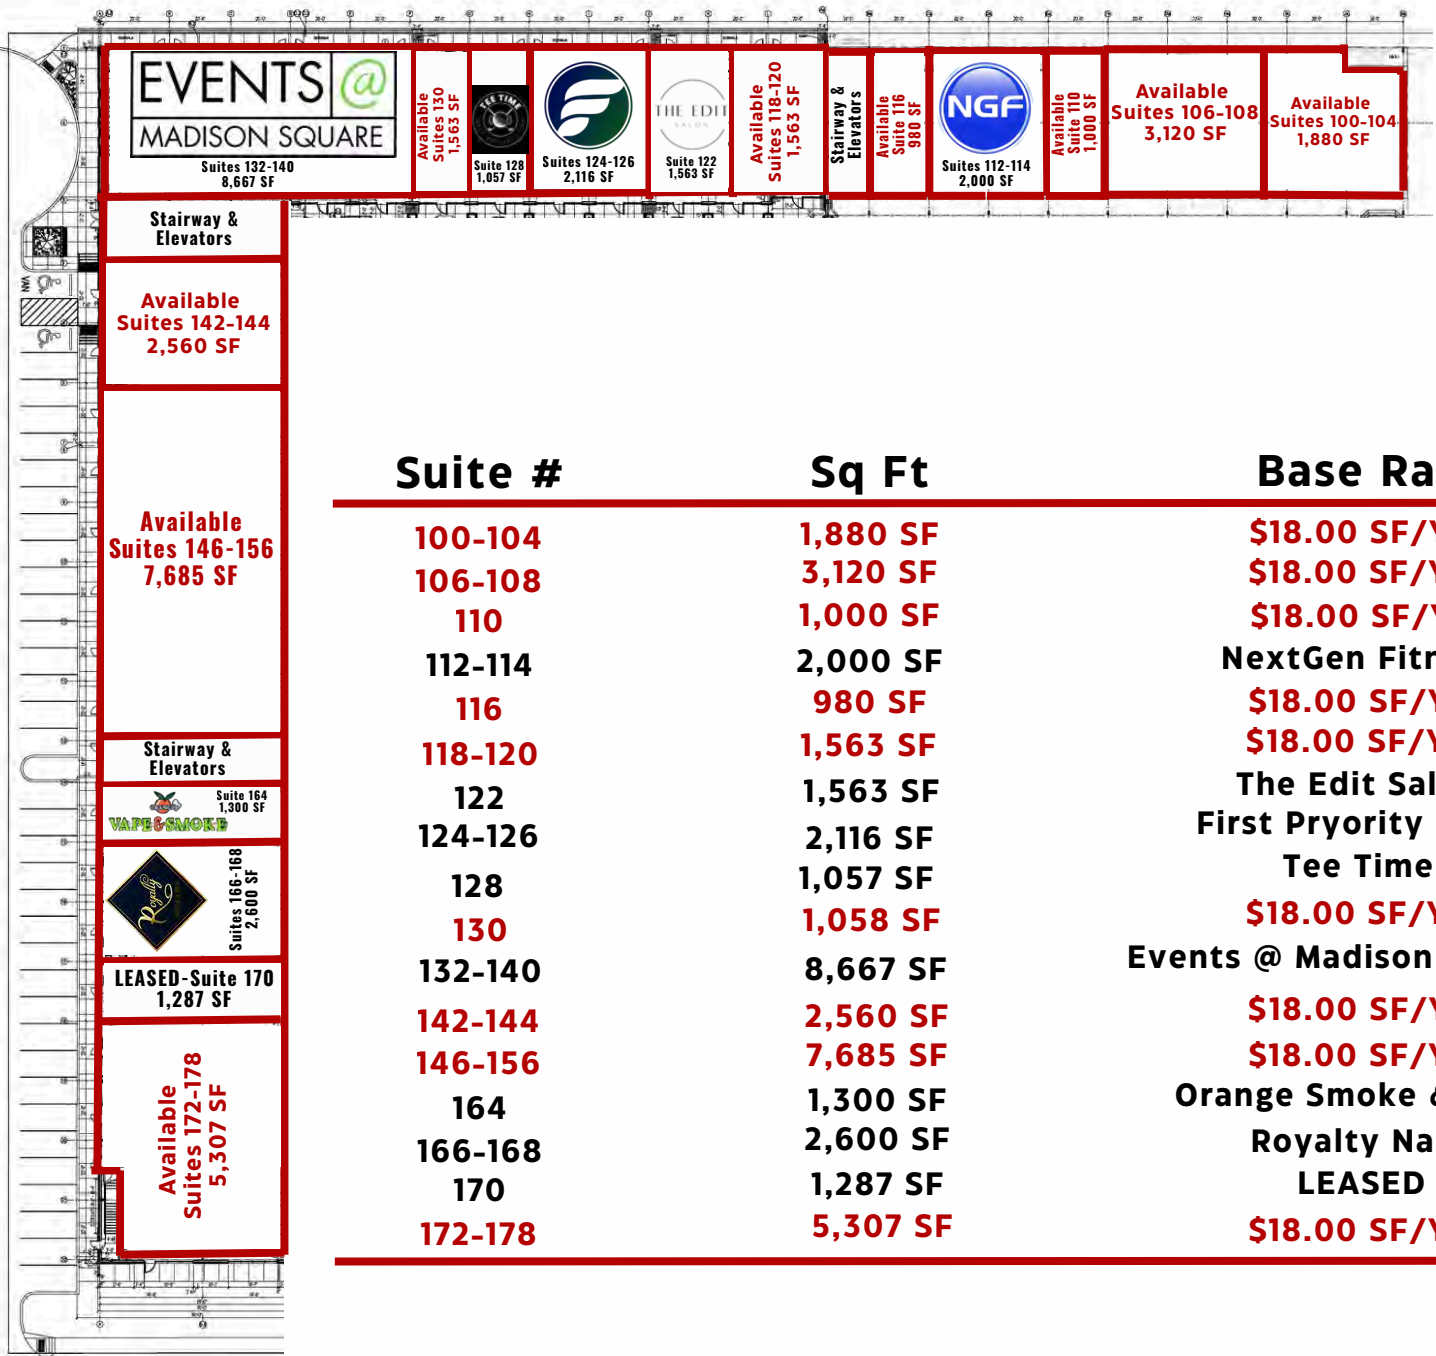 EVENTS @
MADISON SQUARE
Suites 132-140
8,667 SF
Available
Suites 130
1,563 SF
TEE TIME
Suite 128
1,057 SF
Suites 124-126
2,116 SF
THE EDIT
SALON
Suite 122
1,563 SF
Available
Suites 118-120
1,563 SF
Stairway &
Elevators
Available
Suite 116
980 SF
NGF
Suites 112-114
2,000 SF
Available
Suite 110
1,000 SF
Available
Suites 106-108
3,120 SF
Available
Suites 100-104
1,880 SF
Stairway &
Elevators
VAN
Available
Suites 142-144
2,560 SF
Available
Suites 146-156
7,685 SF
Stairway &
Elevators
Suite 164
1,300 SF
VAPE&SMOKE
Royalty
Suites 166-168
2,600 SF
LEASED-Suite 170
1,287 SF
Available
Suites 172-178
5,307 SF
Suite # Sq Ft Base Ra
100-104 1,880 SF $18.00 SF/Y
106-108 3,120 SF $18.00 SF/Y
110 1,000 SF $18.00 SF/Y
112-114 2,000 SF NextGen Fitn
116 980 SF $18.00 SF/Y
118-120 1,563 SF $18.00 SF/Y
122 1,563 SF The Edit Sal
124-126 2,116 SF First Pryority
128 1,057 SF Tee Time
130 1,058 SF $18.00 SF/Y
132-140 8,667 SF Events @ Madison
142-144 2,560 SF $18.00 SF/Y
146-156 7,685 SF $18.00 SF/Y
164 1,300 SF Orange Smoke &
166-168 2,600 SF Royalty Na
170 1,287 SF LEASED
172-178 5,307 SF $18.00 SF/Y